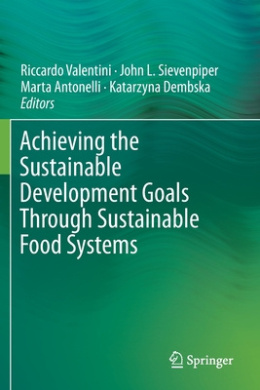 Riccardo Valentini · John L. Sievenpiper
Marta Antonelli · Katarzyna Dembska
Editors
Achieving the
Sustainable
Development Goals
Through Sustainable
Food Systems
Springer